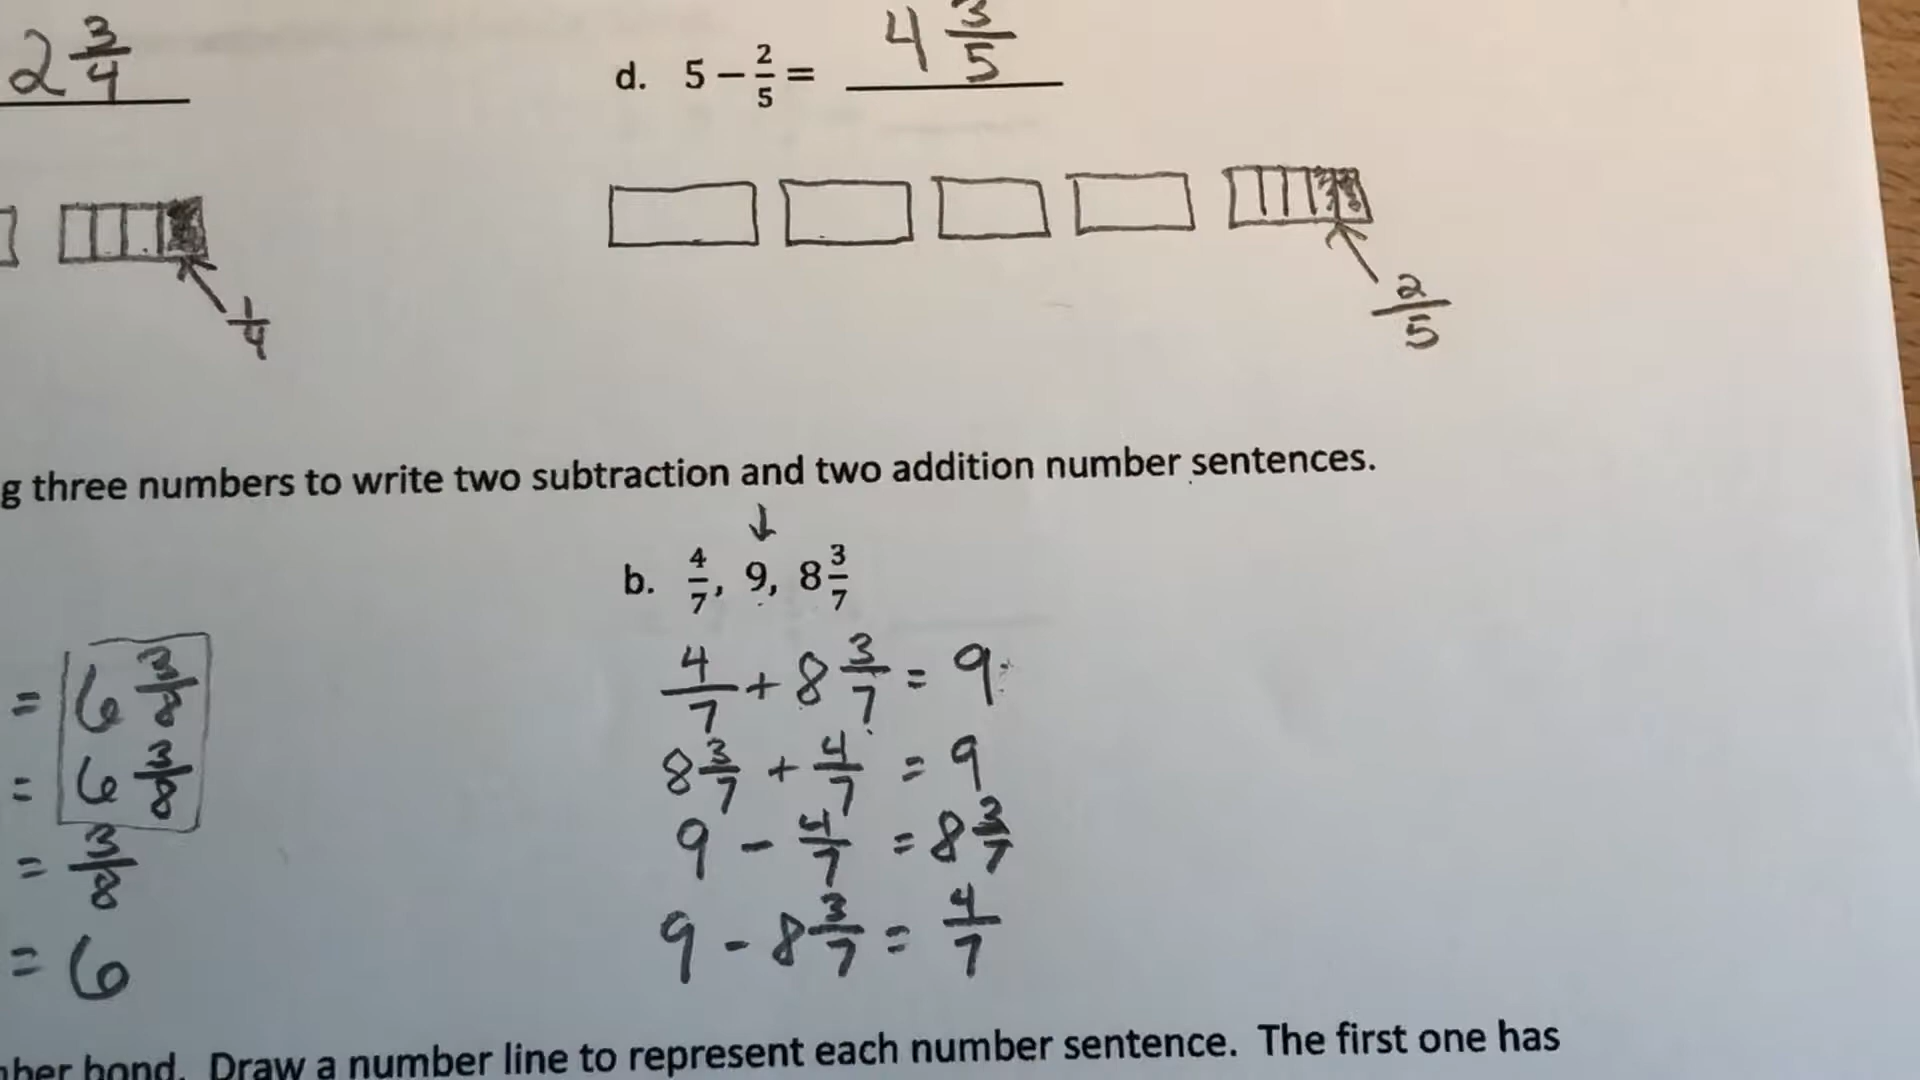 2 3/4
d. 5 − 2/5 = 4 3/5
1/4
2/5
g three numbers to write two subtraction and two addition number sentences.
b. 4/7, 9, 8 3/7
= 6 3/8
= 6 3/8
= 3/8
= 6
4/7 + 8 3/7 = 9
8 3/7 + 4/7 = 9
9 - 4/7 = 8 3/7
9 - 8 3/7 = 4/7
bond. Draw a number line to represent each number sentence. The first one has